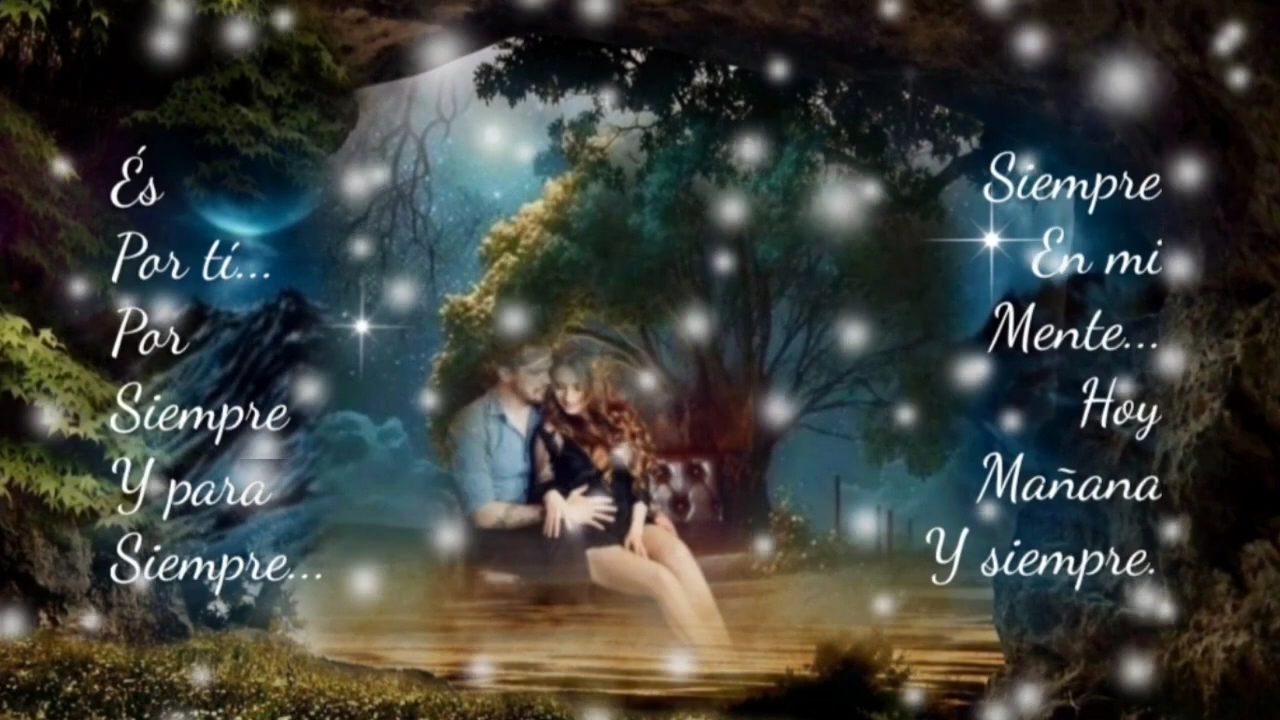 És
Por tí...
Por
Siempre
Y para
Siempre...
Siempre
En mi
Mente...
Hoy
Mañana
Y siempre.